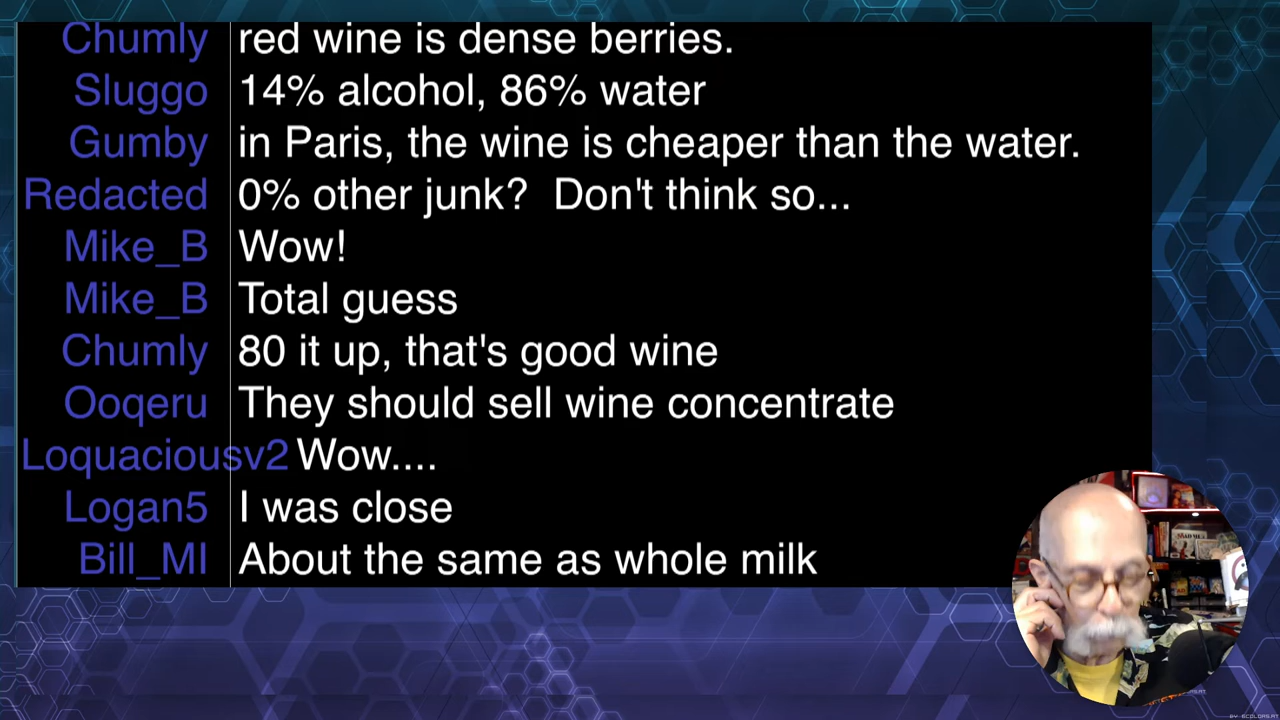 Chumly red wine is dense berries.
Sluggo 14% alcohol, 86% water
Gumby in Paris, the wine is cheaper than the water.
Redacted 0% other junk?  Don't think so...
Mike_B Wow!
Mike_B Total guess
Chumly 80 it up, that's good wine
Ooqeru They should sell wine concentrate
Loquaciousv2 Wow....
Logan5 I was close
Bill_MI About the same as whole milk